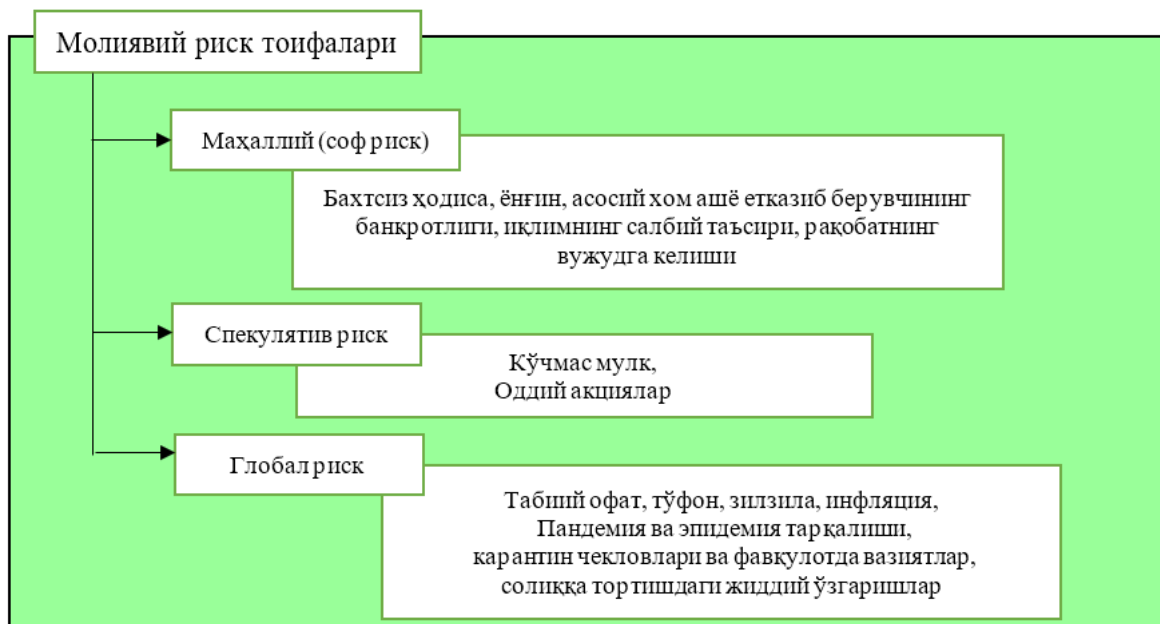 Молиявий риск тоифалари
Маҳаллий (соф риск)
Бахтсиз ҳодиса, ёнғин, асосий хом ашё етказиб берувчининг
банкротлиги, иқлимнинг салбий таъсири, рақобатнинг
вужудга келиши
Спекулятив риск
Кўчмас мулк,
Оддий акциялар
Глобал риск
Табиий офат, тўфон, зилзила, инфляция,
Пандемия ва эпидемия тарқалиши,
карантин чекловлари ва фавқулотда вазиятлар,
солиққа тортишдаги жиддий ўзгаришлар